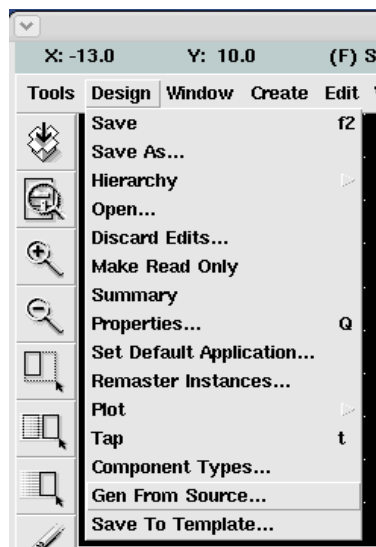 X: -13.0 Y: 10.0 (F) S
Tools Design Window Create Edit
Save f2
Save As...
Hierarchy
Open...
Discard Edits...
Make Read Only
Summary
Properties... Q
Set Default Application...
Remaster Instances...
Plot
Tap t
Component Types...
Gen From Source...
Save To Template...